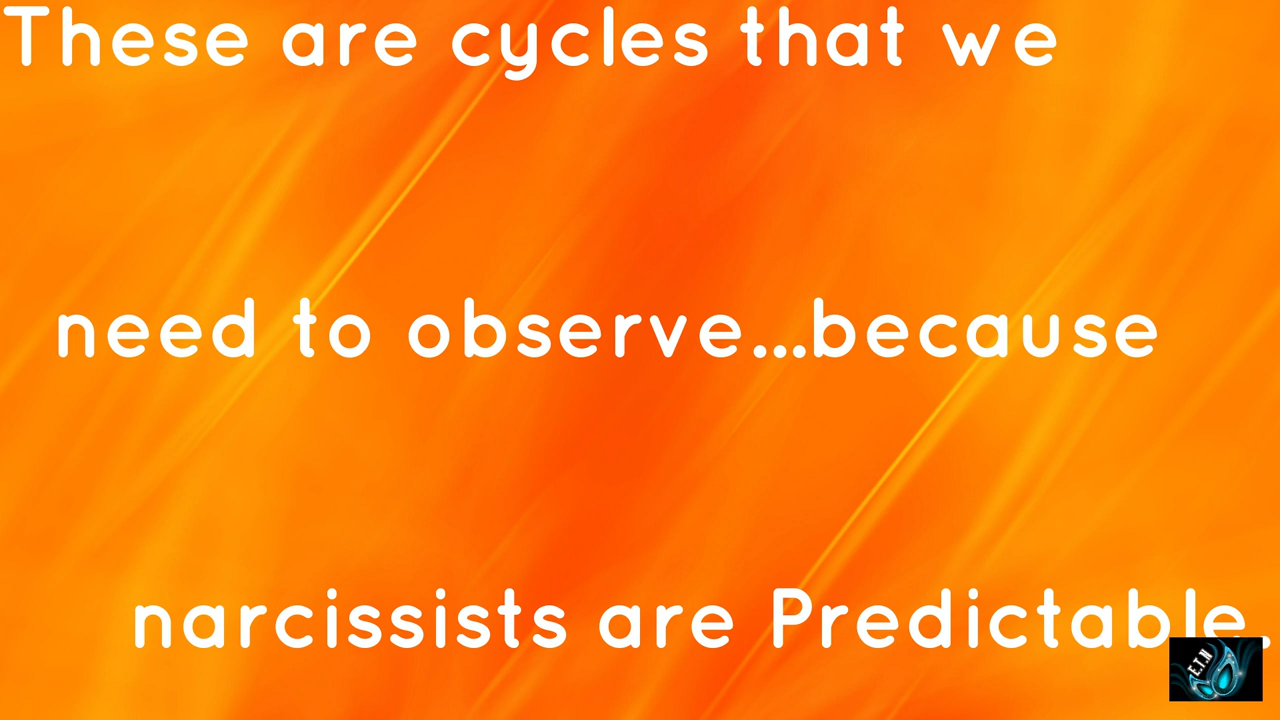 These are cycles that we
need to observe...because
narcissists are Predictable.
E.T.N